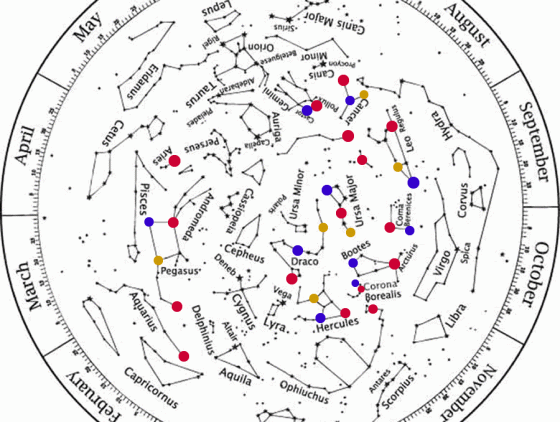 May
August
April
September
March
October
February
November
Lepus
Canis Major
Sirius
Rigel
Orion
Betelguese
Minor
Procyon
Canis
Eridanus
Taurus
Aldebaran
Gemini
Pollux
Cancer
Pleiades
Auriga
Capella
Hydra
Leo
Regulus
Cetus
Aries
Perseus
Pisces
Andromeda
Cassiopeia
Polaris
Ursa Minor
Ursa Major
Coma
Berenices
Corvus
Virgo
Spica
Cepheus
Draco
Bootes
Arcturus
Pegasus
Deneb
Cygnus
Vega
Lyra
Corona
Borealis
Hercules
Libra
Aquarius
Delphinius
Altair
Aquila
Ophiuchus
Antares
Scorpius
Capricornus